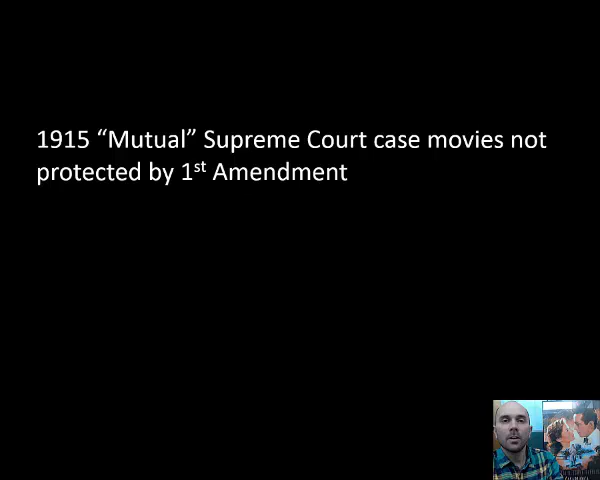 1915 “Mutual” Supreme Court case movies not
protected by 1st Amendment